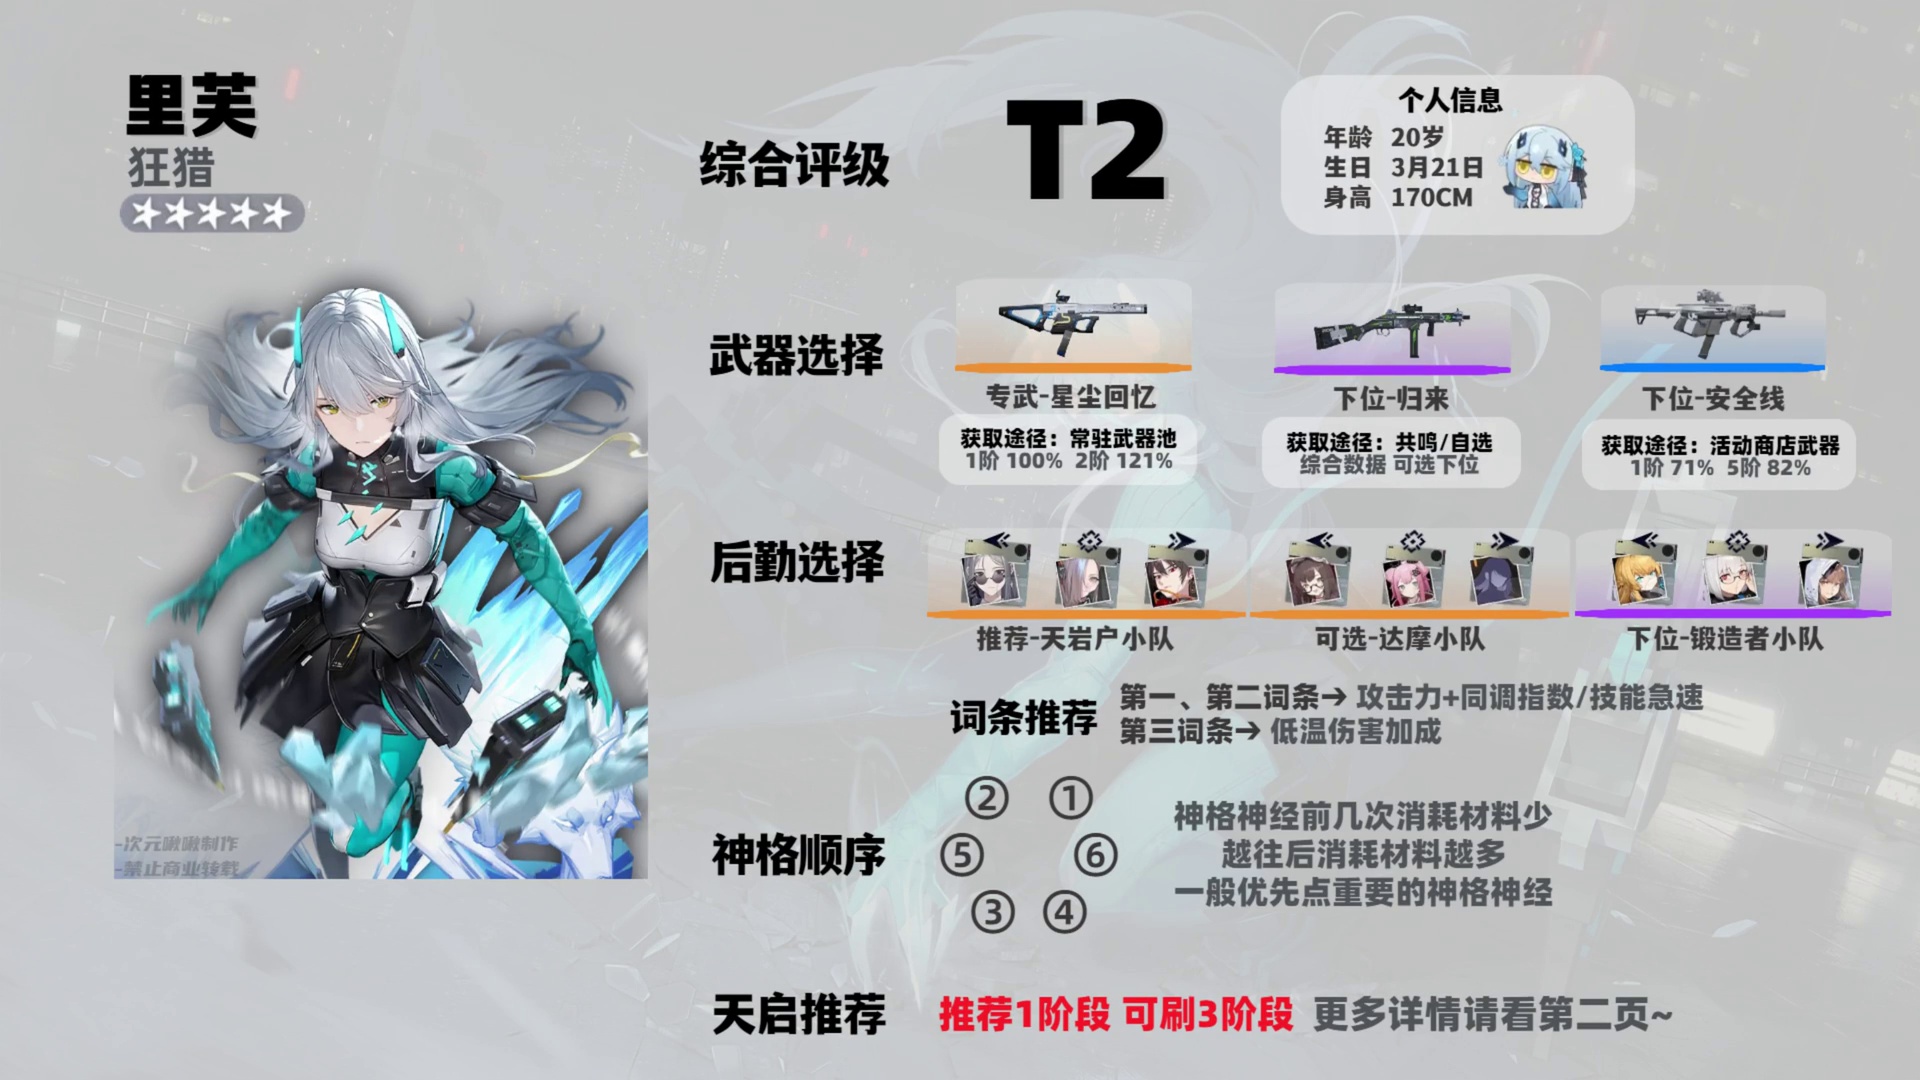 里芙
狂猎
综合评级
T2
个人信息
年龄 20岁
生日 3月21日
身高 170CM
武器选择
专武-星尘回忆
获取途径：常驻武器池
1阶 100% 2阶 121%
下位-归来
获取途径：共鸣/自选
综合数据 可选下位
下位-安全线
获取途径：活动商店武器
1阶 71% 5阶 82%
后勤选择
推荐-天岩户小队
可选-达摩小队
下位-锻造者小队
词条推荐
第一、第二词条→ 攻击力+同调指数/技能急速
第三词条→ 低温伤害加成
神格顺序
② ①
⑤ ⑥
③ ④
神格神经前几次消耗材料少
越往后消耗材料越多
一般优先点重要的神格神经
-次元啾啾制作
-禁止商业转载
天启推荐
推荐1阶段 可刷3阶段 更多详情请看第二页~